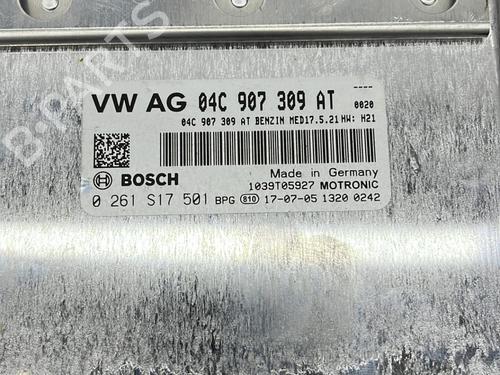 ----
VW AG 04C 907 309 AT 0020
04C 907 309 AT BENZIN MED17.5.21 HW: H21
BOSCH
Made in Germany
1039T05927 MOTRONIC
0 261 S17 501 BPG 810 17-07-05 1320 0242
B-PARTS